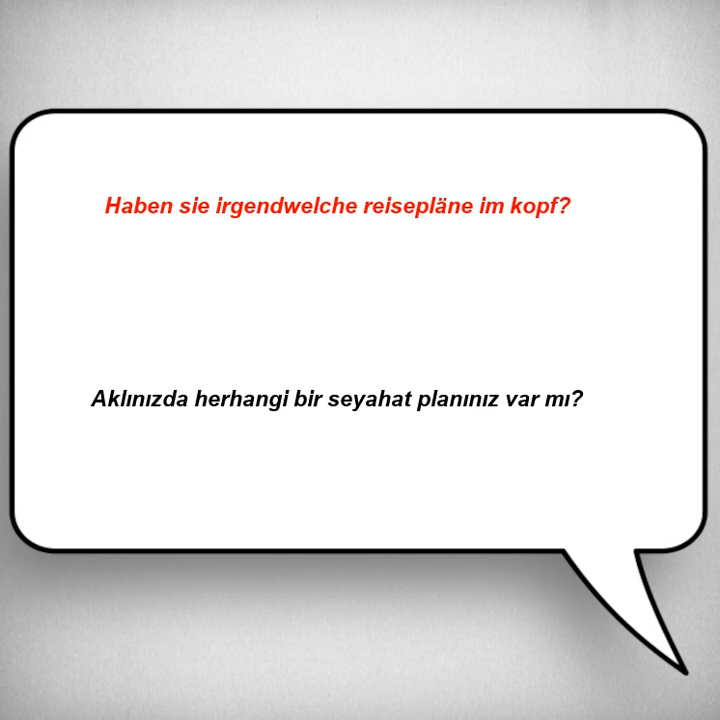 Haben sie irgendwelche reisepläne im kopf?
Aklınızda herhangi bir seyahat planınız var mı?